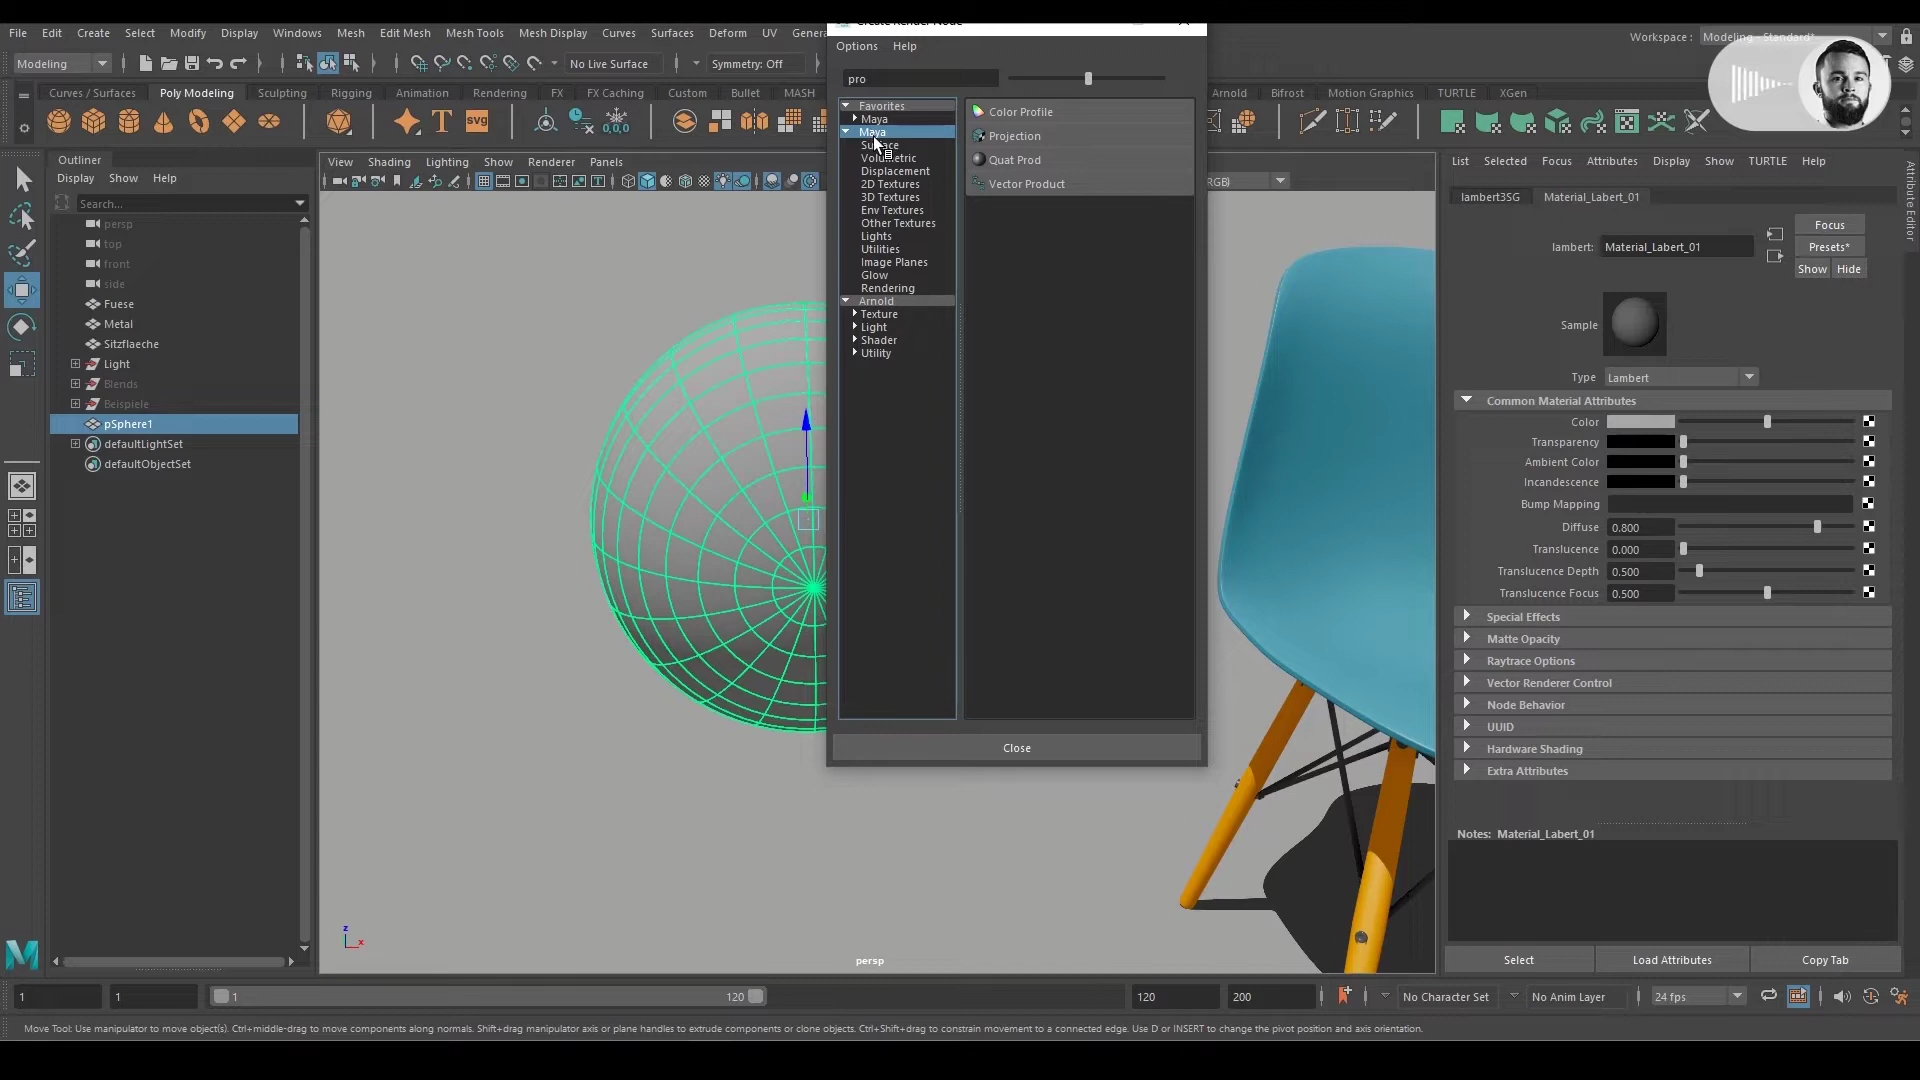 Create Render Node
File Edit Create Select Modify Display Windows Mesh Edit Mesh Mesh Tools Mesh Display Curves Surfaces Deform UV Genera
Options Help
Workspace : Modeling - Standard*
Modeling
No Live Surface
Symmetry: Off
pro
Curves / Surfaces Poly Modeling Sculpting Rigging Animation Rendering FX FX Caching Custom Bullet MASH
Arnold Bifrost Motion Graphics TURTLE XGen
T
svg
0,0,0
Favorites
Maya
Maya
Surface
Volumetric
Displacement
2D Textures
3D Textures
Env Textures
Other Textures
Lights
Utilities
Image Planes
Glow
Rendering
Arnold
Texture
Light
Shader
Utility
Color Profile
Projection
Quat Prod
Vector Product
Close
Outliner
Display Show Help
Search...
persp
top
front
side
Fuese
Metal
Sitzflaeche
Light
Blends
Beispiele
pSphere1
defaultLightSet
defaultObjectSet
View Shading Lighting Show Renderer Panels
RGB)
z
x
persp
List Selected Focus Attributes Display Show TURTLE Help
lambert3SG Material_Labert_01
Attribute Editor
Focus
lambert: Material_Labert_01
Presets*
Show Hide
Sample
Type Lambert
Common Material Attributes
Color
Transparency
Ambient Color
Incandescence
Bump Mapping
Diffuse 0.800
Translucence 0.000
Translucence Depth 0.500
Translucence Focus 0.500
Special Effects
Matte Opacity
Raytrace Options
Vector Renderer Control
Node Behavior
UUID
Hardware Shading
Extra Attributes
Notes: Material_Labert_01
Select Load Attributes Copy Tab
1 1 1 120 120 200 No Character Set No Anim Layer 24 fps
Move Tool: Use manipulator to move object(s). Ctrl+middle-drag to move components along normals. Shift+drag manipulator axis or plane handles to extrude components or clone objects. Ctrl+Shift+drag to constrain movement to a connected edge. Use D or INSERT to change the pivot position and axis orientation.